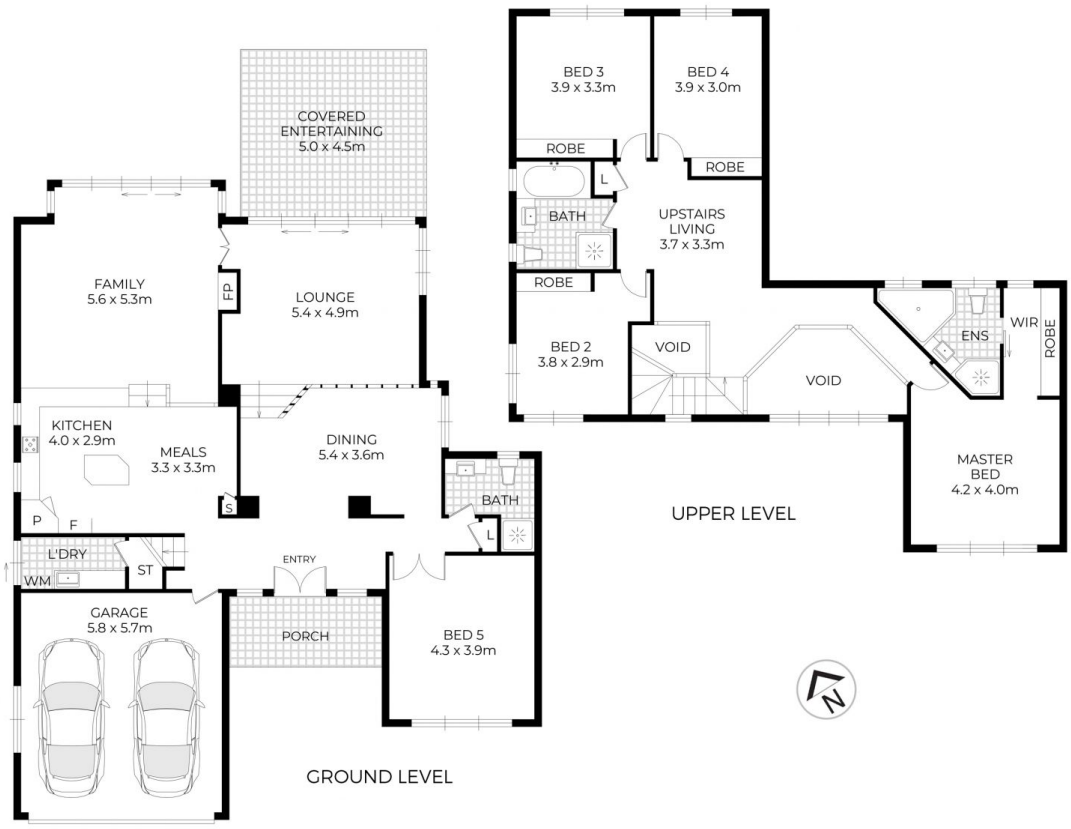 COVERED
ENTERTAINING
5.0 x 4.5m
FAMILY
5.6 x 5.3m
FP
LOUNGE
5.4 x 4.9m
KITCHEN
4.0 x 2.9m
MEALS
3.3 x 3.3m
DINING
5.4 x 3.6m
P
F
S
BATH
L
L'DRY
WM
ST
ENTRY
GARAGE
5.8 x 5.7m
PORCH
BED 5
4.3 x 3.9m
GROUND LEVEL
BED 3
3.9 x 3.3m
BED 4
3.9 x 3.0m
ROBE
ROBE
L
BATH
UPSTAIRS
LIVING
3.7 x 3.3m
ROBE
BED 2
3.8 x 2.9m
VOID
VOID
ENS
WIR
ROBE
MASTER
BED
4.2 x 4.0m
UPPER LEVEL
N